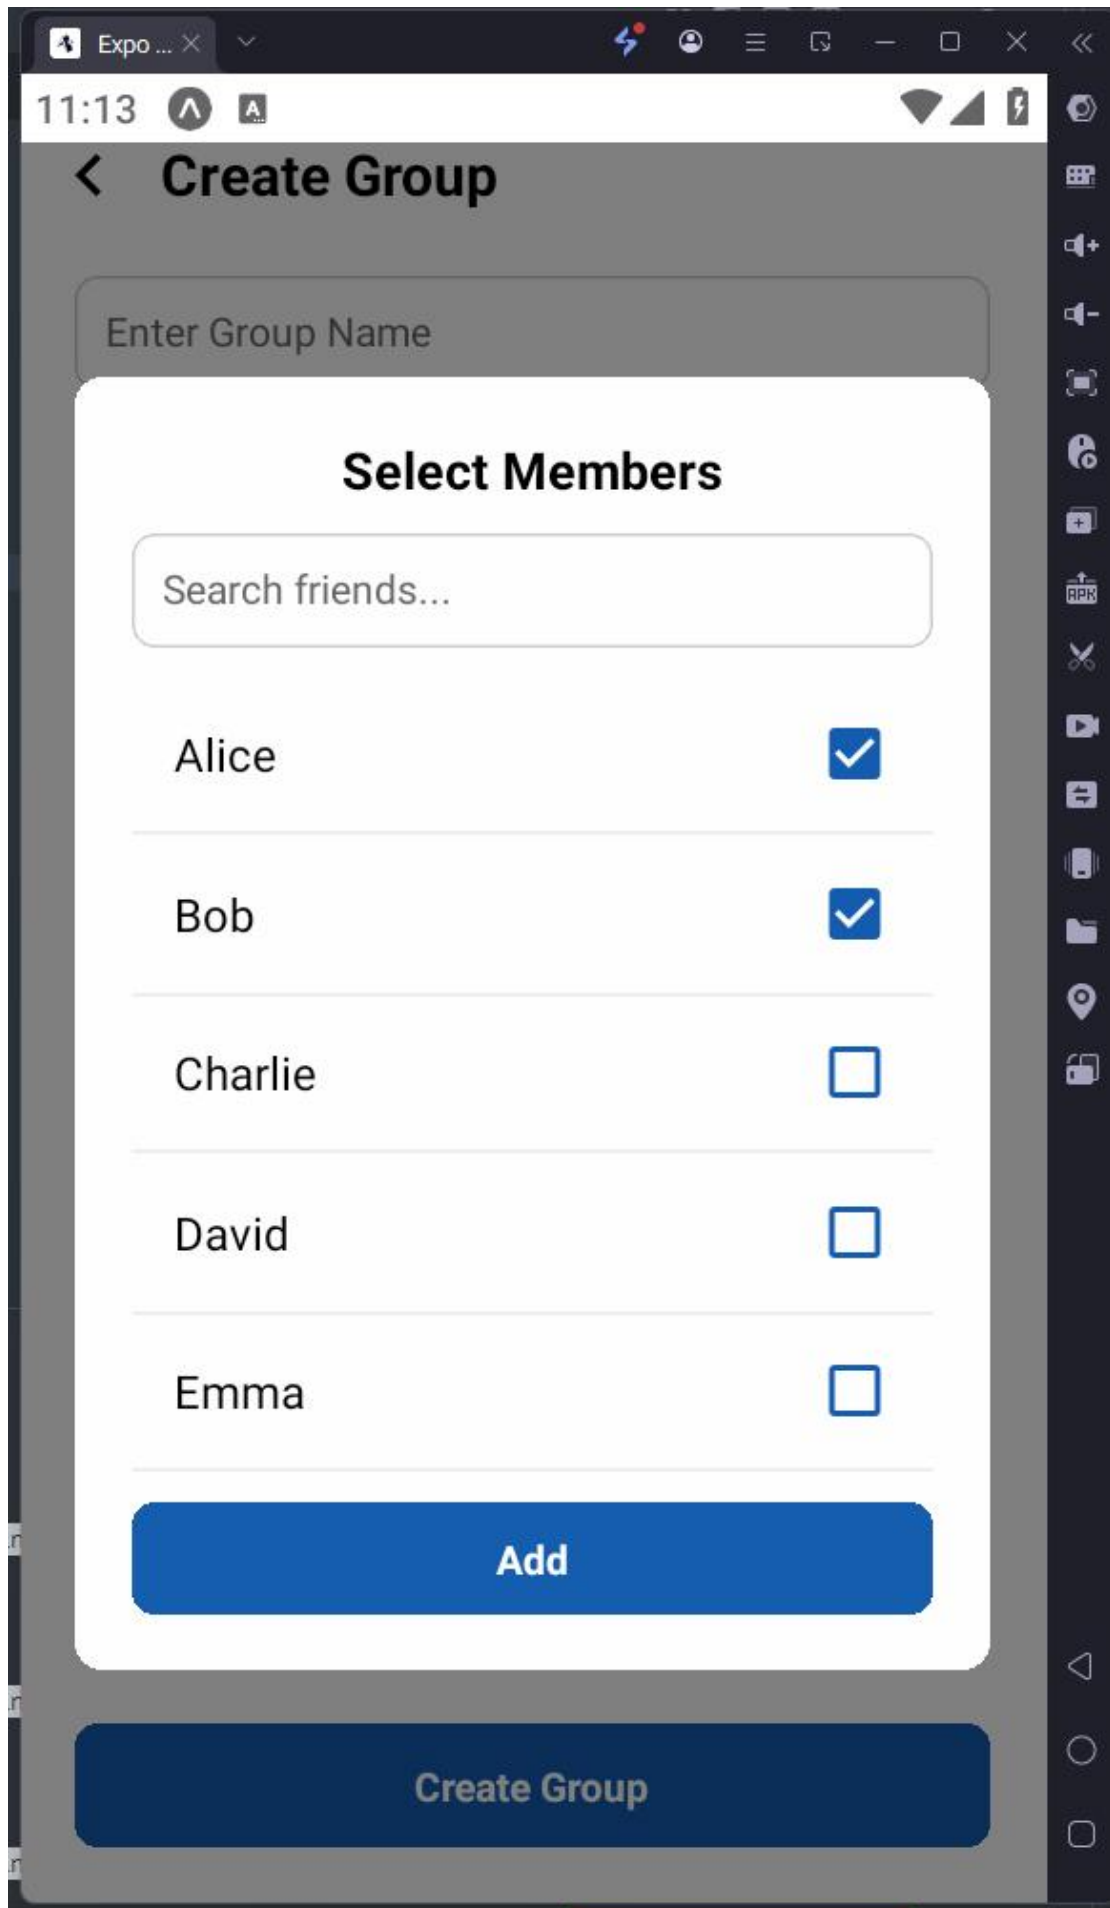 Expo ...
11:13
A
Create Group
Enter Group Name
Select Members
Search friends...
Alice
Bob
Charlie
David
Emma
Add
Create Group
APK